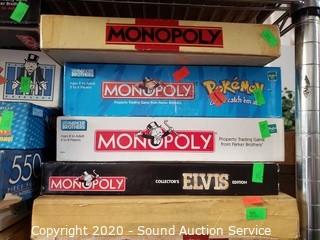 MONOPOLY
PARKER BROTHERS
MONOPOLY
Pokémon
Property Trading Game from Parker Brothers
catch 'em
PARKER BROTHERS
MONOPOLY
Property Trading Game
from Parker Brothers
550
MONOPOLY
COLLECTOR'S ELVIS EDITION
Copyright 2020 - Sound Auction Service